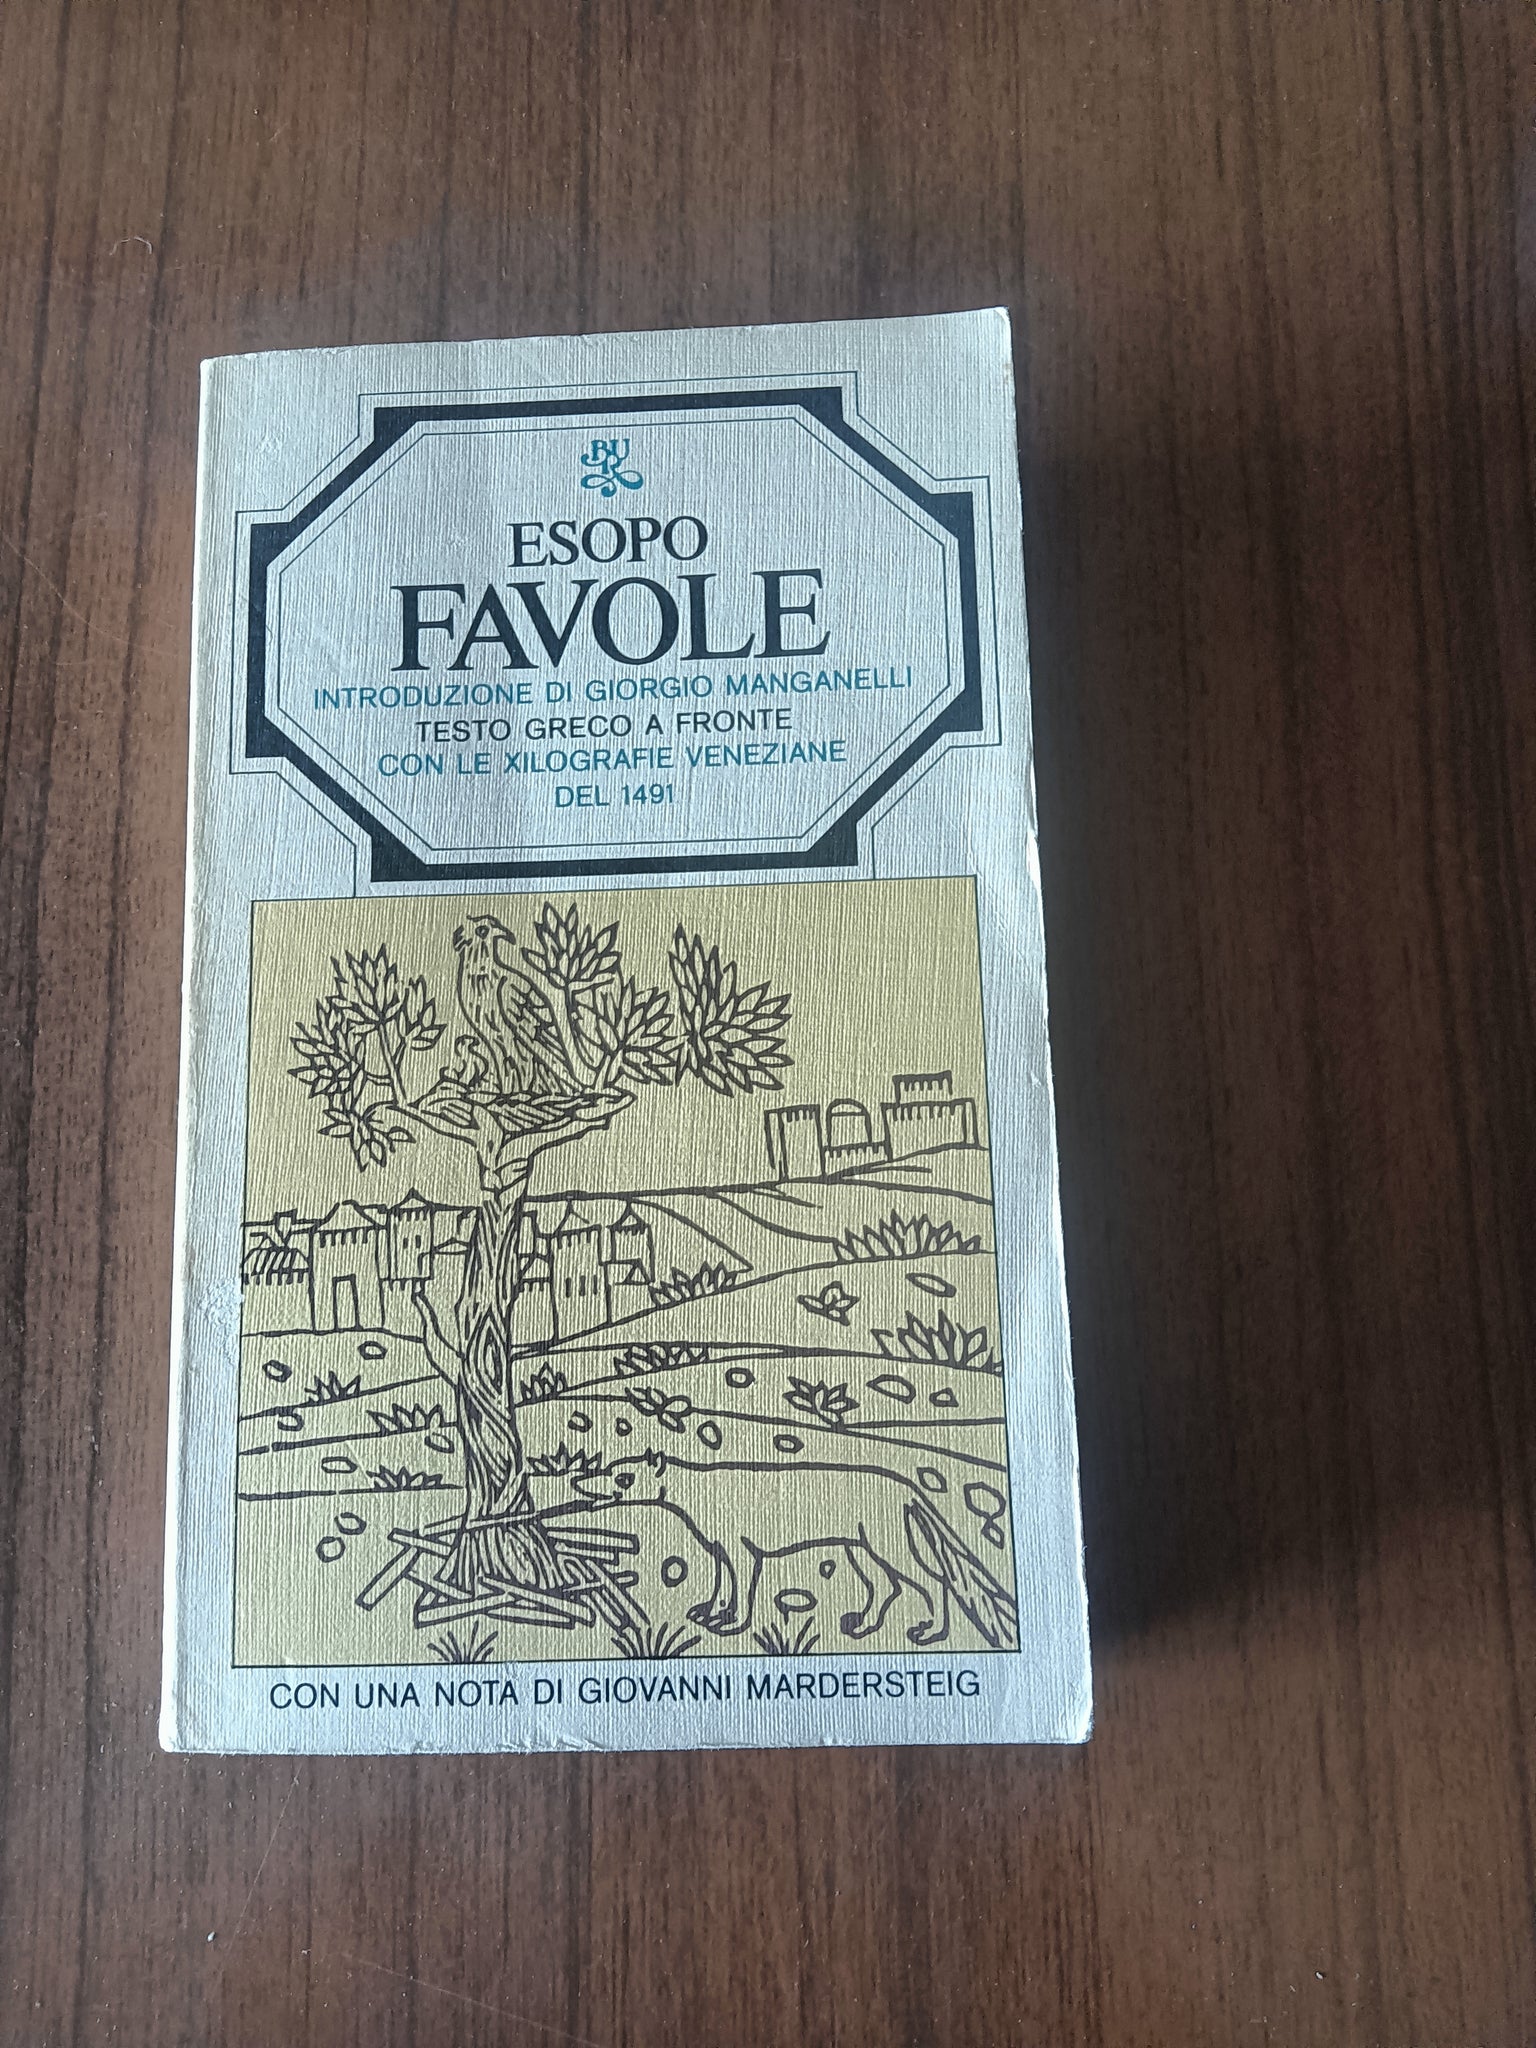 BUR
ESOPO
FAVOLE
INTRODUZIONE DI GIORGIO MANGANELLI
TESTO GRECO A FRONTE
CON LE XILOGRAFIE VENEZIANE
DEL 1491
CON UNA NOTA DI GIOVANNI MARDERSTEIG